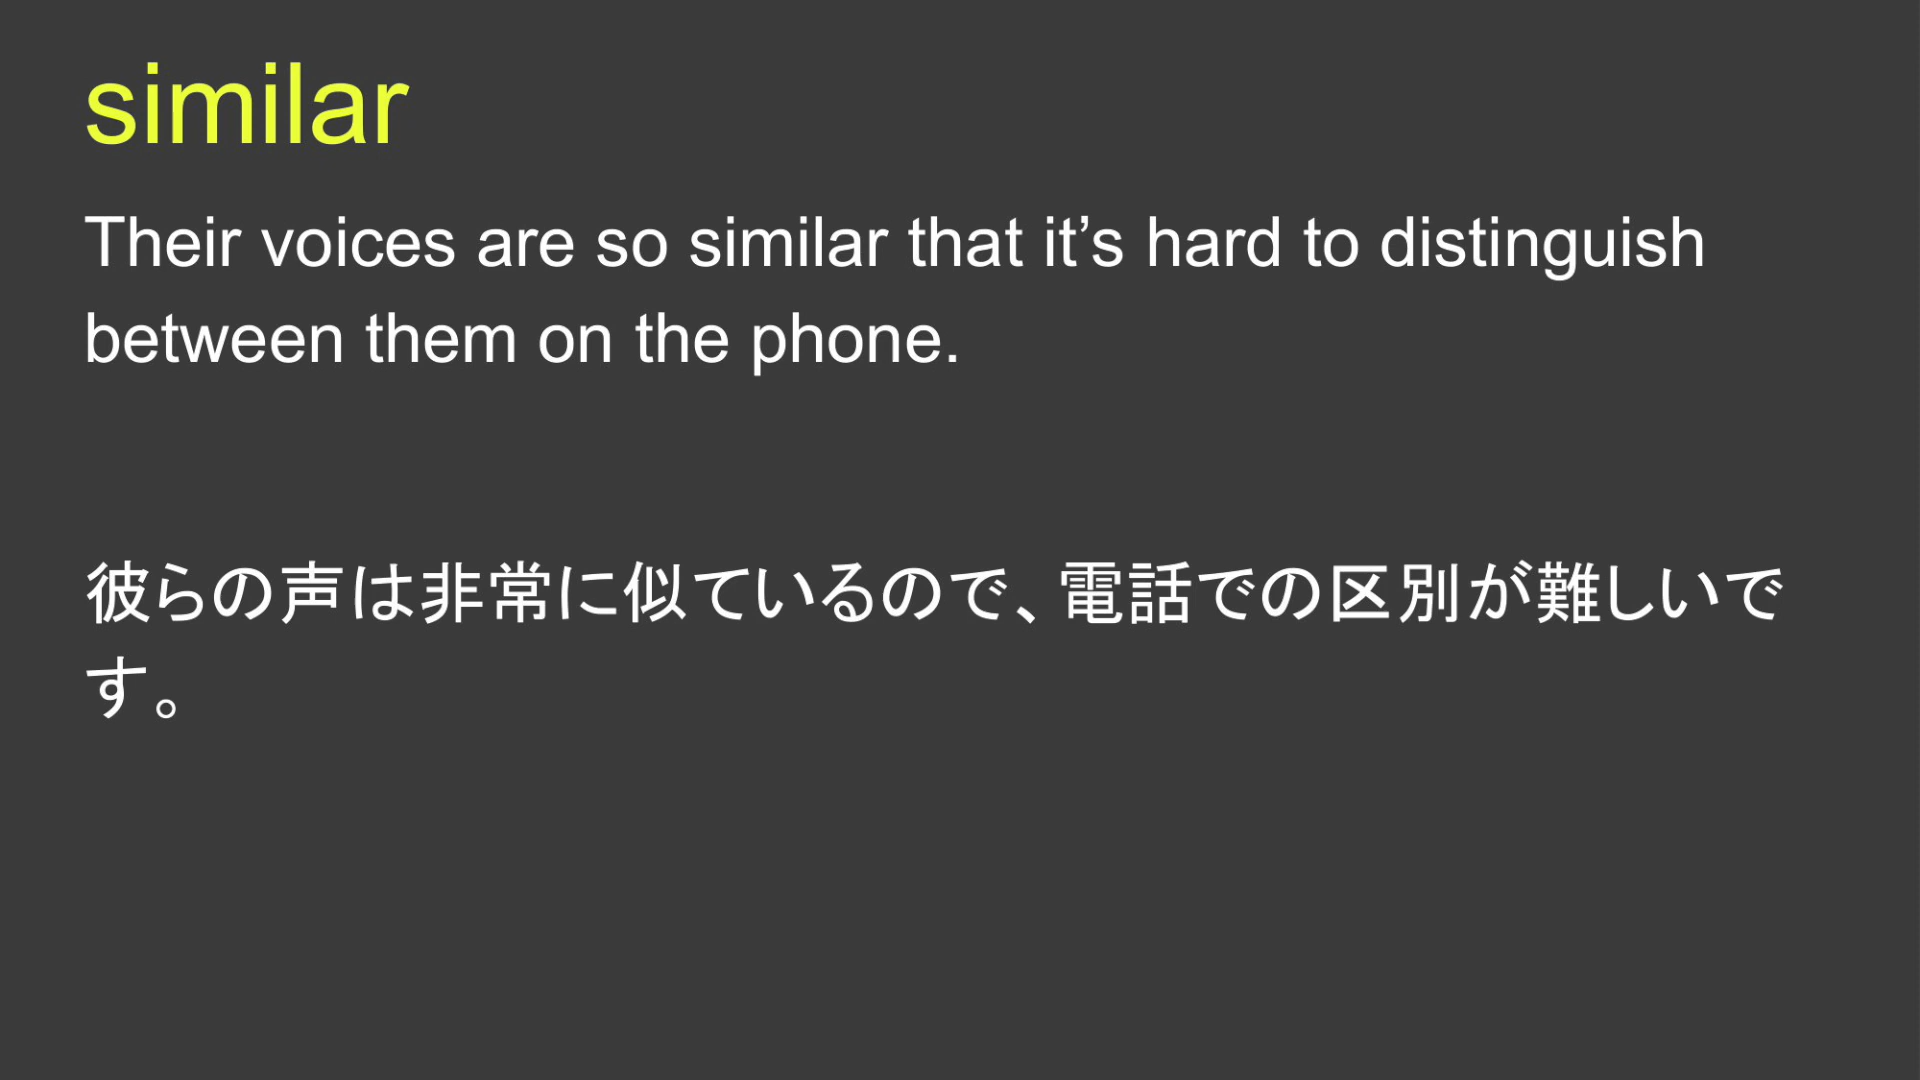 similar
Their voices are so similar that it’s hard to distinguish
between them on the phone.
彼らの声は非常に似ているので、電話での区別が難しいで
す。